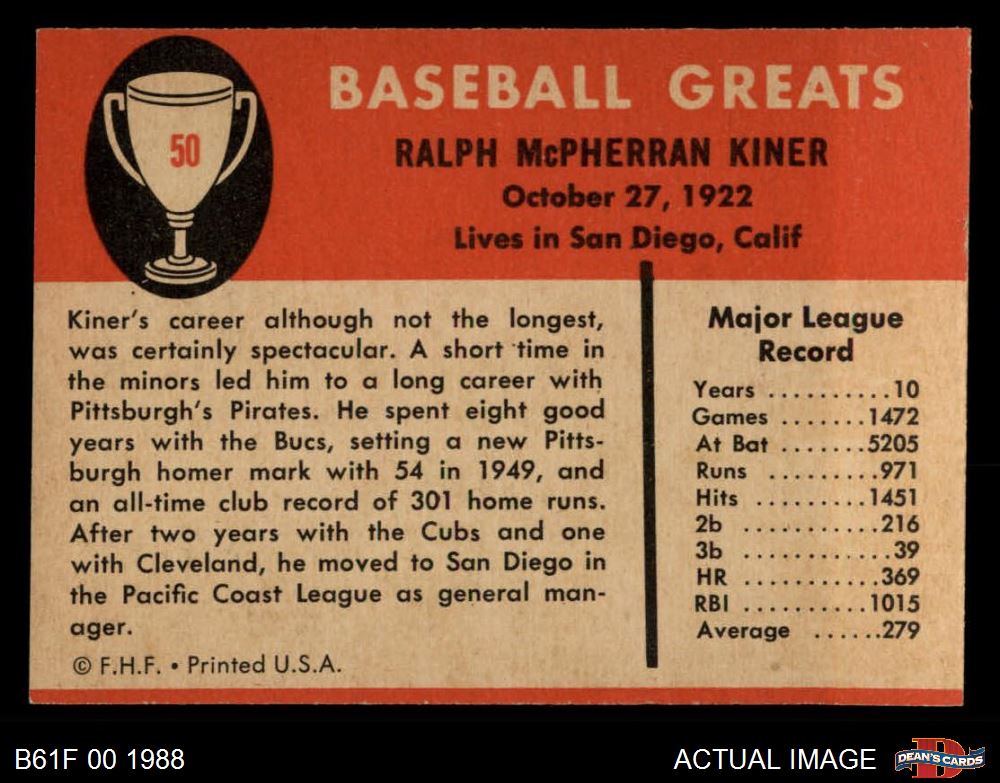 50
BASEBALL GREATS
RALPH McPHERRAN KINER
October 27, 1922
Lives in San Diego, Calif
Kiner's career although not the longest,
was certainly spectacular. A short time in
the minors led him to a long career with
Pittsburgh's Pirates. He spent eight good
years with the Bucs, setting a new Pitts-
burgh homer mark with 54 in 1949, and
an all-time club record of 301 home runs.
After two years with the Cubs and one
with Cleveland, he moved to San Diego in
the Pacific Coast League as general man-
ager.
© F.H.F. • Printed U.S.A.
Major League
Record
Years ..........10
Games .......1472
At Bat .......5205
Runs .........971
Hits .........1451
2b ..........216
3b ............39
HR ..........369
RBI ..........1015
Average ......279
B61F 00 1988
ACTUAL IMAGE
D
DEAN'S CARDS